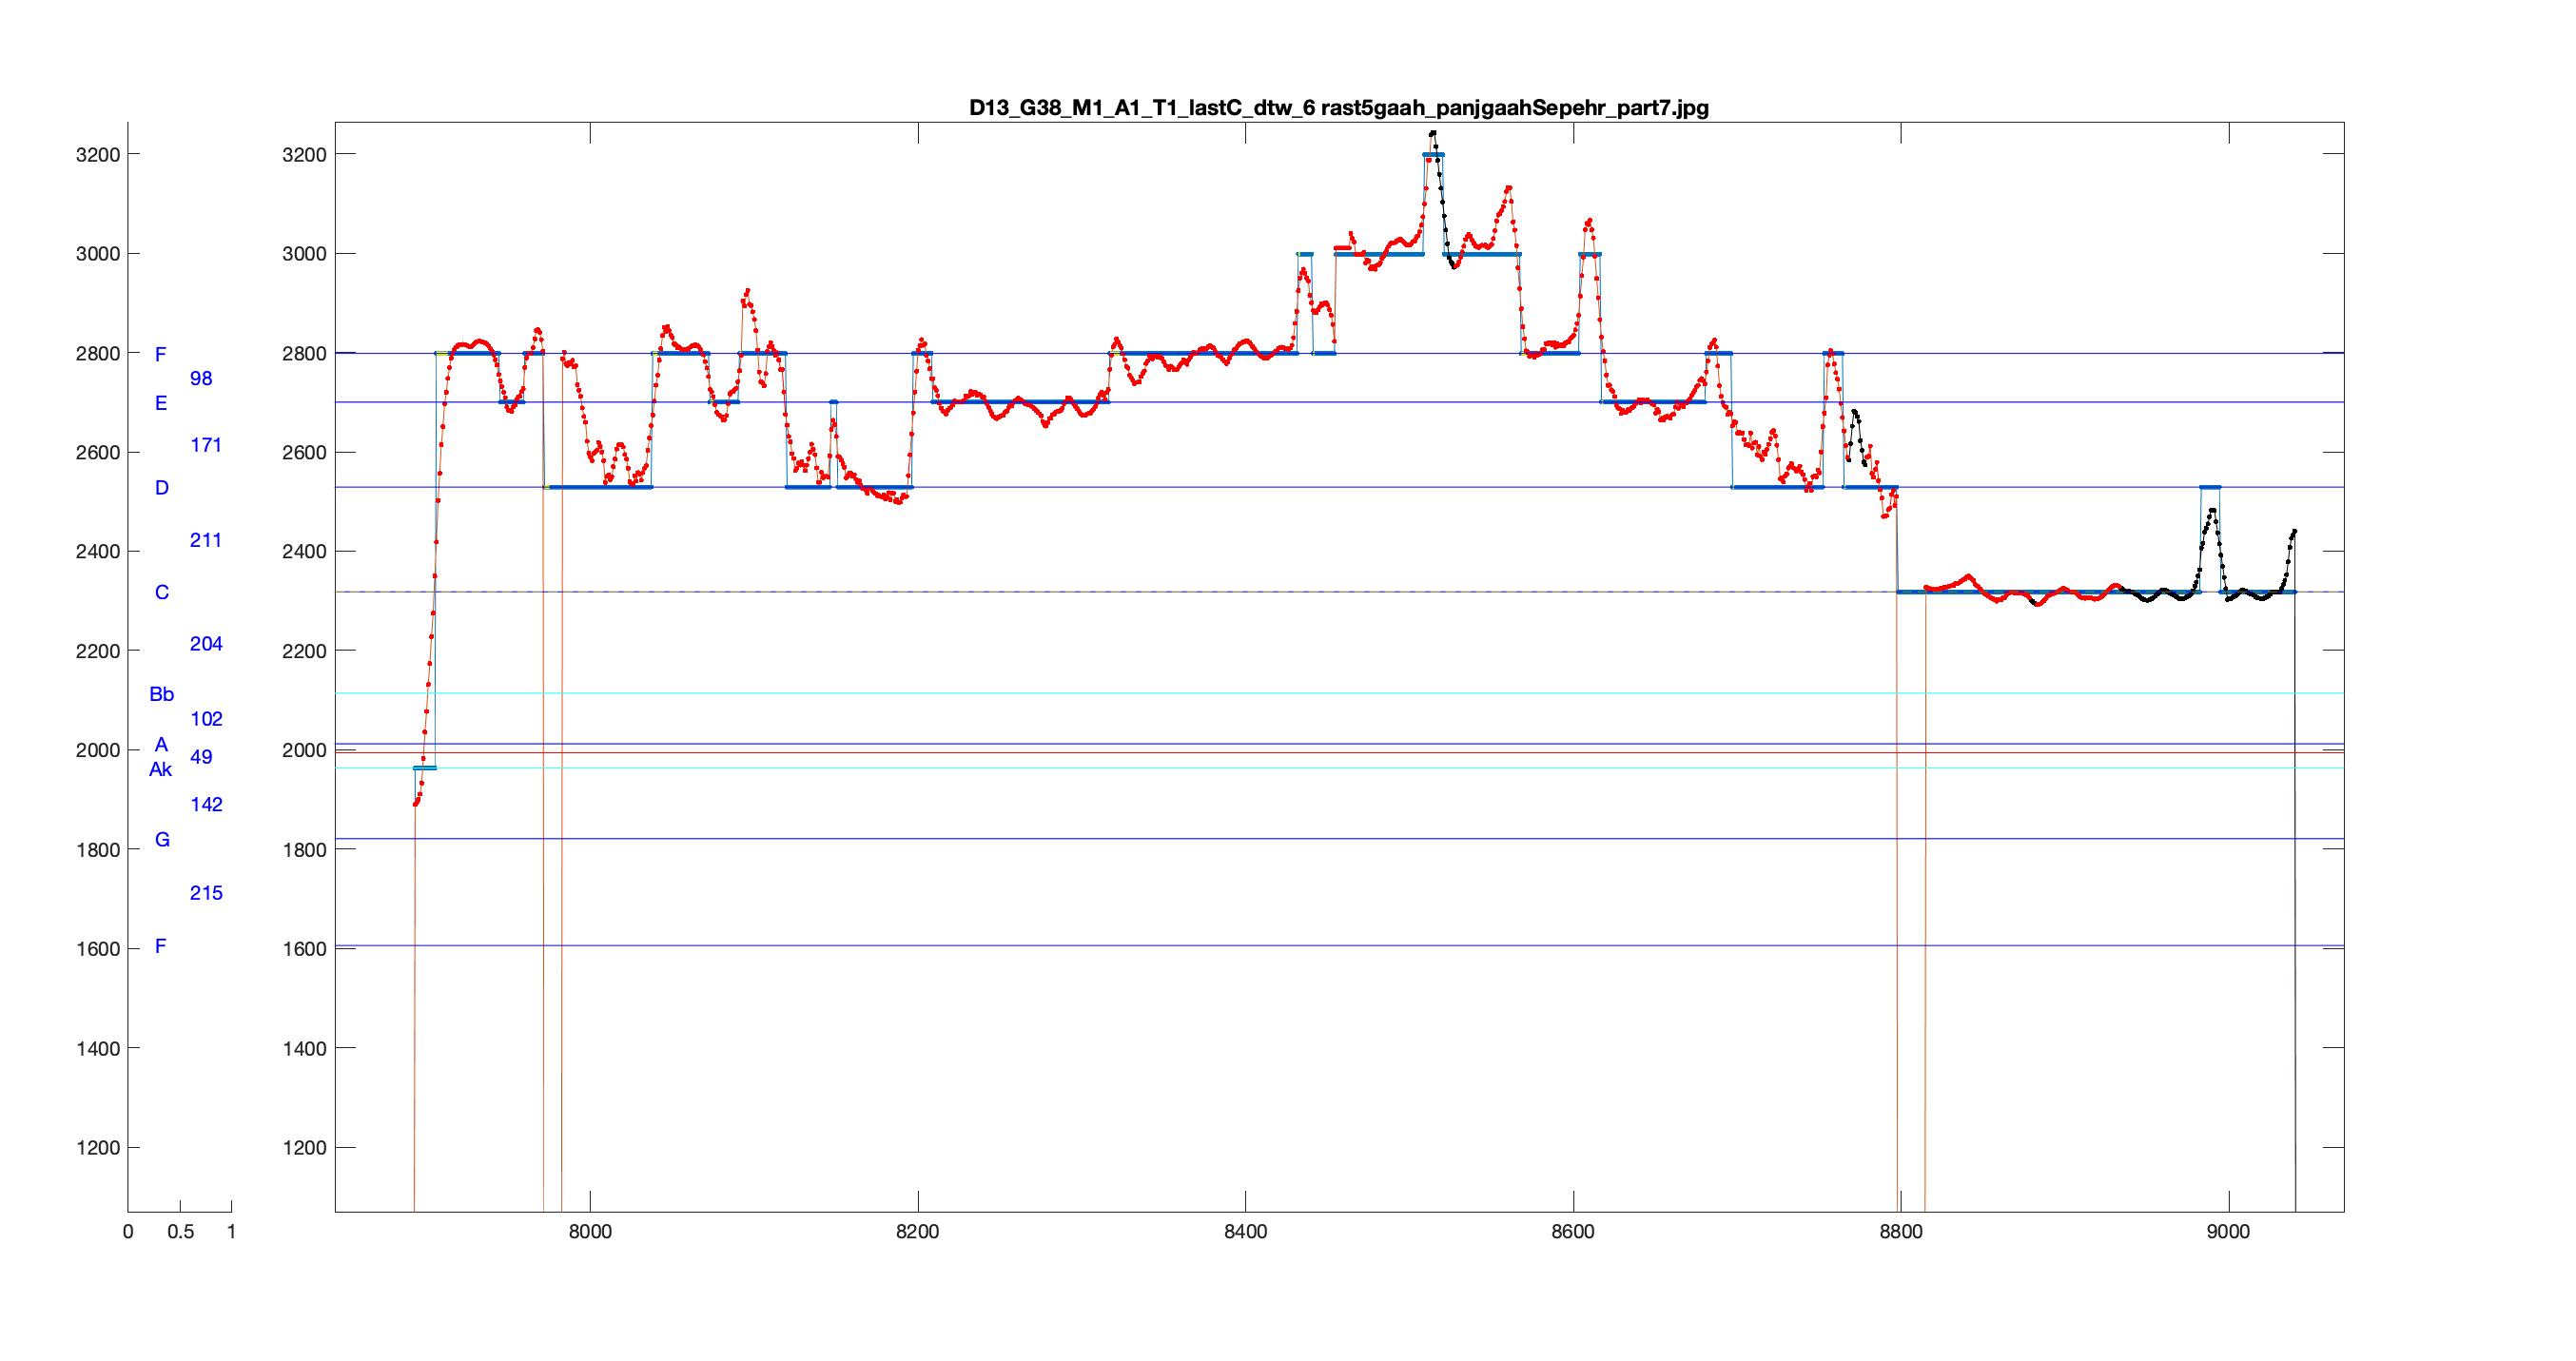 D13_G38_M1_A1_T1_lastC_dtw_6 rast5gaah_panjgaahSepehr_part7.jpg
3200 3200
3000 3000
2800 F 2800
98
E
171
2600 2600
D
211
2400 2400
C
204
2200 2200
Bb
102
2000 A 2000
49
Ak
142
1800 G 1800
215
1600 F 1600
1400 1400
1200 1200
0 0.5 1 8000 8200 8400 8600 8800 9000